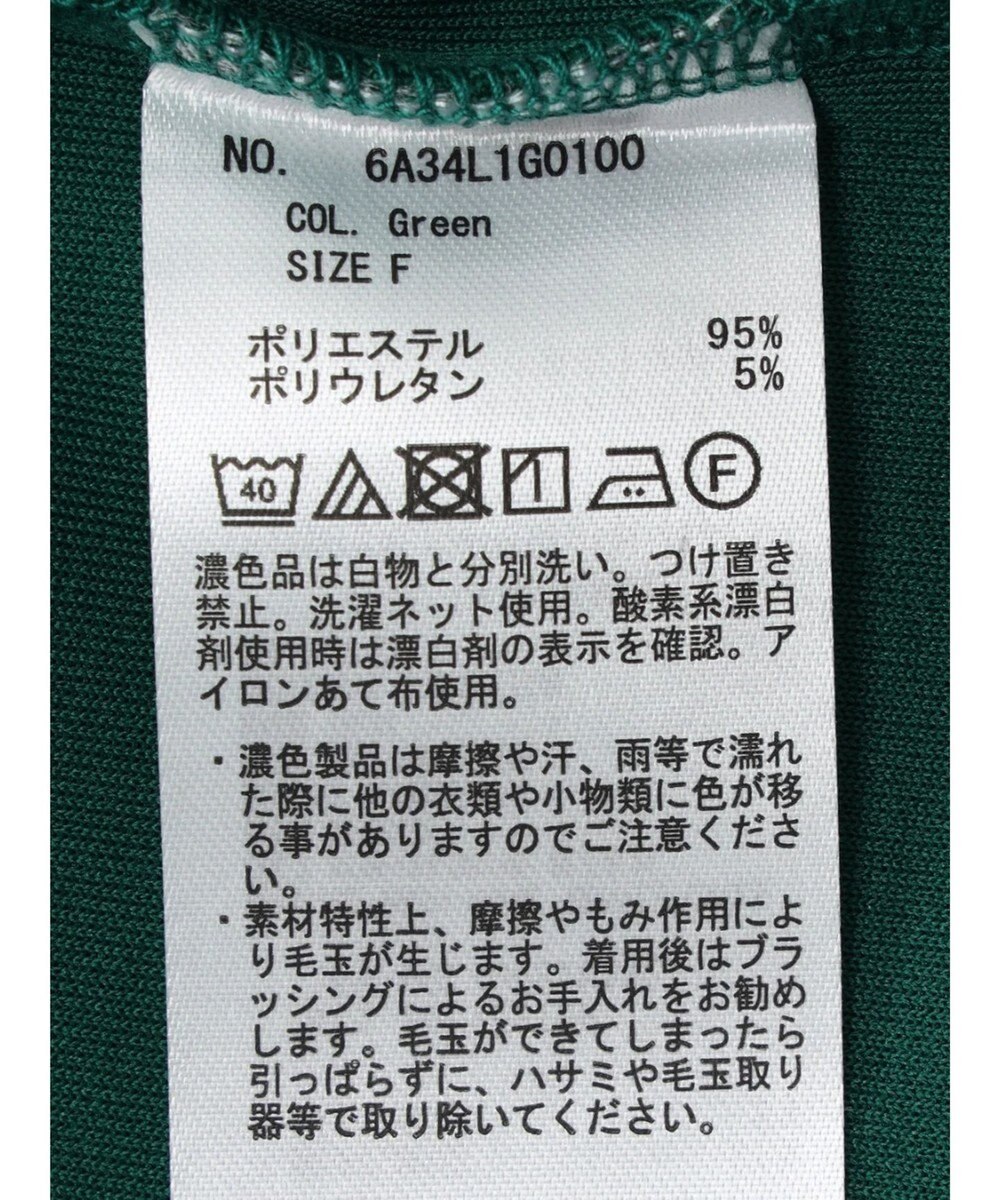 NO. 6A34L1G0100
COL. Green
SIZE F
ポリエステル 95%
ポリウレタン 5%
40 F
濃色品は白物と分別洗い。つけ置き
禁止。洗濯ネット使用。酸素系漂白
剤使用時は漂白剤の表示を確認。ア
イロンあて布使用。
・濃色製品は摩擦や汗、雨等で濡れ
た際に他の衣類や小物類に色が移
る事がありますのでご注意くださ
い。
・素材特性上、摩擦やもみ作用によ
り毛玉が生じます。着用後はブラ
ッシングによるお手入れをお勧め
します。毛玉ができてしまったら
引っぱらずに、ハサミや毛玉取り
器等で取り除いてください。